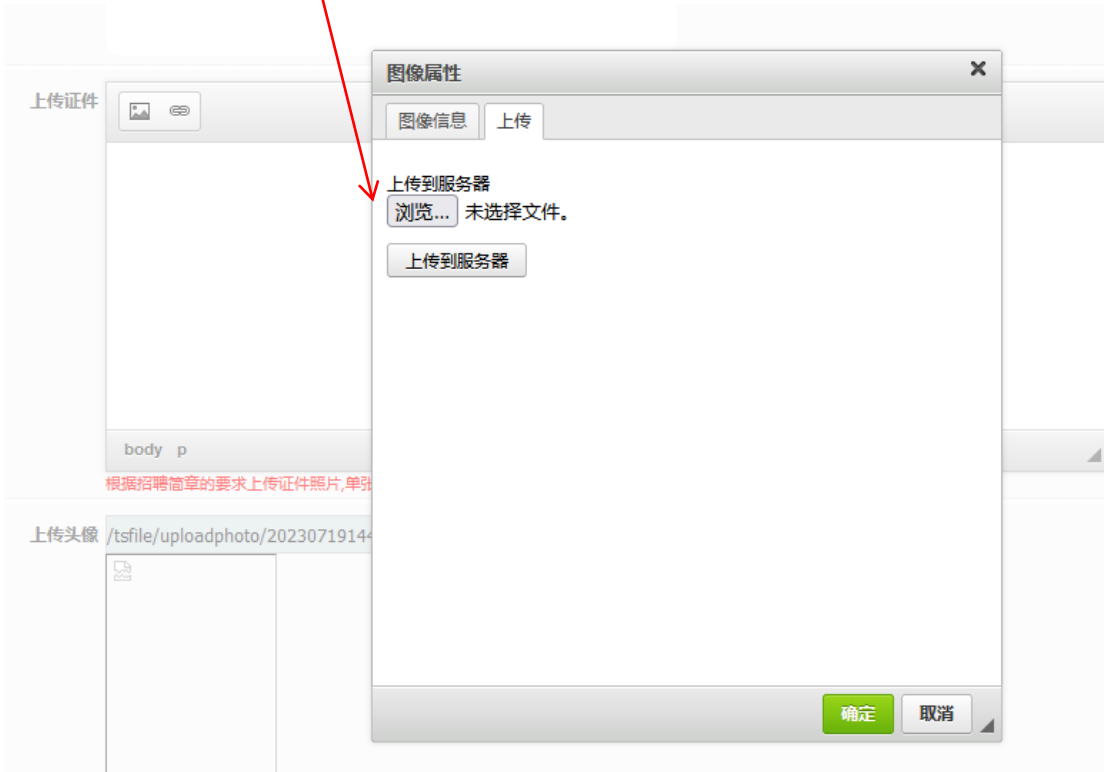 图像属性
上传证件
图像信息 上传
上传到服务器
浏览... 未选择文件。
上传到服务器
body p
根据招聘简章的要求上传证件照片,单张
上传头像 /tsfile/uploadphoto/20230719144
确定 取消